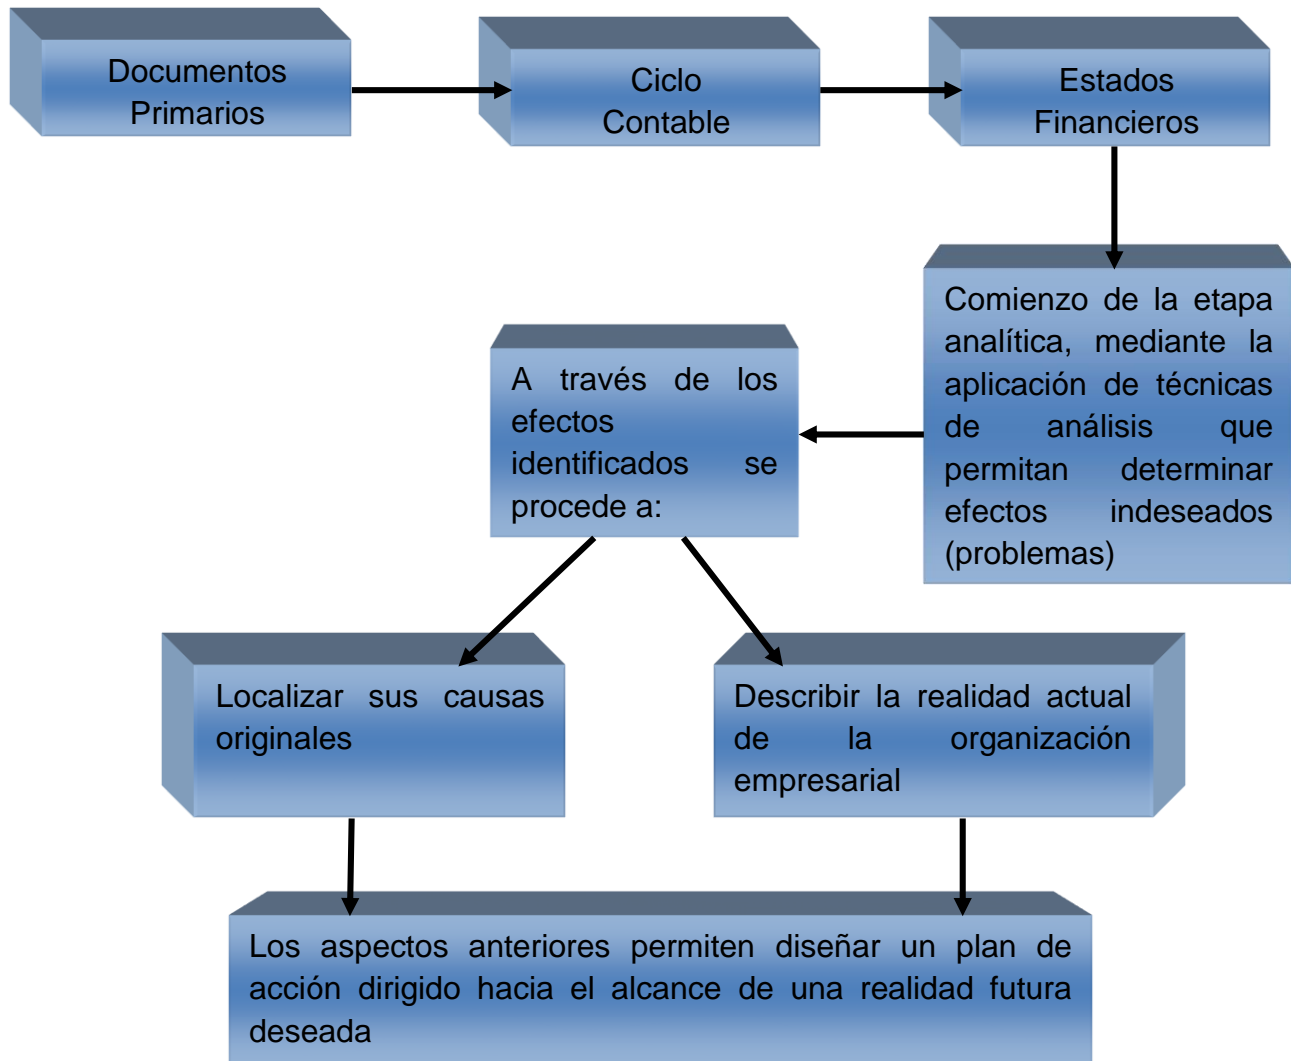 Documentos
Primarios
Ciclo
Contable
Estados
Financieros
Comienzo de la etapa
analítica, mediante la
aplicación de técnicas
de análisis que
permitan determinar
efectos indeseados
(problemas)
A través de los
efectos
identificados se
procede a:
Localizar sus causas
originales
Describir la realidad actual
de la organización
empresarial
Los aspectos anteriores permiten diseñar un plan de
acción dirigido hacia el alcance de una realidad futura
deseada